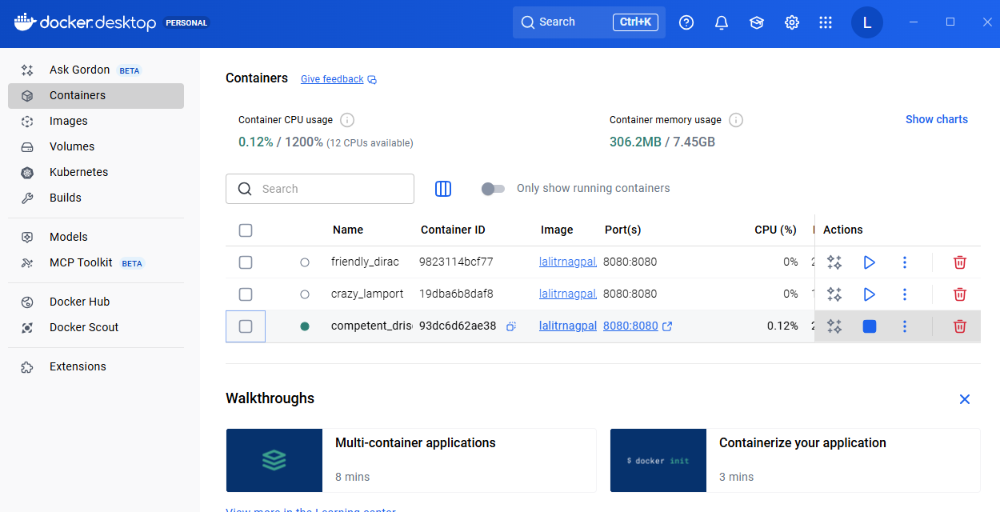 docker.desktop PERSONAL Search Ctrl+K L
Ask Gordon BETA
Containers
Images
Volumes
Kubernetes
Builds
Models
MCP Toolkit BETA
Docker Hub
Docker Scout
Extensions
Containers Give feedback
Container CPU usage
0.12% / 1200% (12 CPUs available)
Container memory usage
306.2MB / 7.45GB
Show charts
Search
Only show running containers
Name Container ID Image Port(s) CPU (%) Actions
friendly_dirac 9823114bcf77 lalitrnagpal 8080:8080 0%
crazy_lamport 19dba6b8daf8 lalitrnagpal 8080:8080 0%
competent_dris 93dc6d62ae38 lalitrnagpal 8080:8080 0.12%
Walkthroughs
Multi-container applications
8 mins
$ docker init
Containerize your application
3 mins
View more in the Learning center